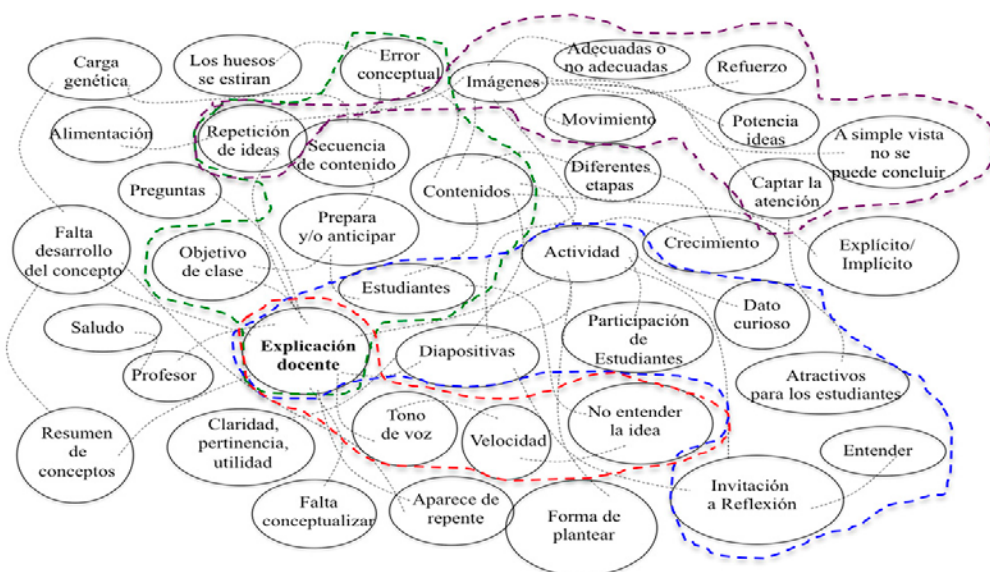 Carga
genética
Los huesos
se estiran
Error
conceptual
Imágenes
Adecuadas o
no adecuadas
Refuerzo
Alimentación
Repetición
de ideas
Secuencia
de contenido
Movimiento
Potencia
ideas
A simple vista
no se
puede concluir
Preguntas
Contenidos
Diferentes
etapas
Captar la
atención
Falta
desarrollo
del concepto
Objetivo
de clase
Prepara
y/o anticipar
Actividad
Crecimiento
Explícito/
Implícito
Estudiantes
Saludo
Explicación
docente
Diapositivas
Participación
de
Estudiantes
Dato
curioso
Profesor
Atractivos
para los estudiantes
Resumen
de
conceptos
Claridad,
pertinencia,
utilidad
Tono
de voz
Velocidad
No entender
la idea
Entender
Falta
conceptualizar
Aparece de
repente
Forma de
plantear
Invitación
a Reflexión